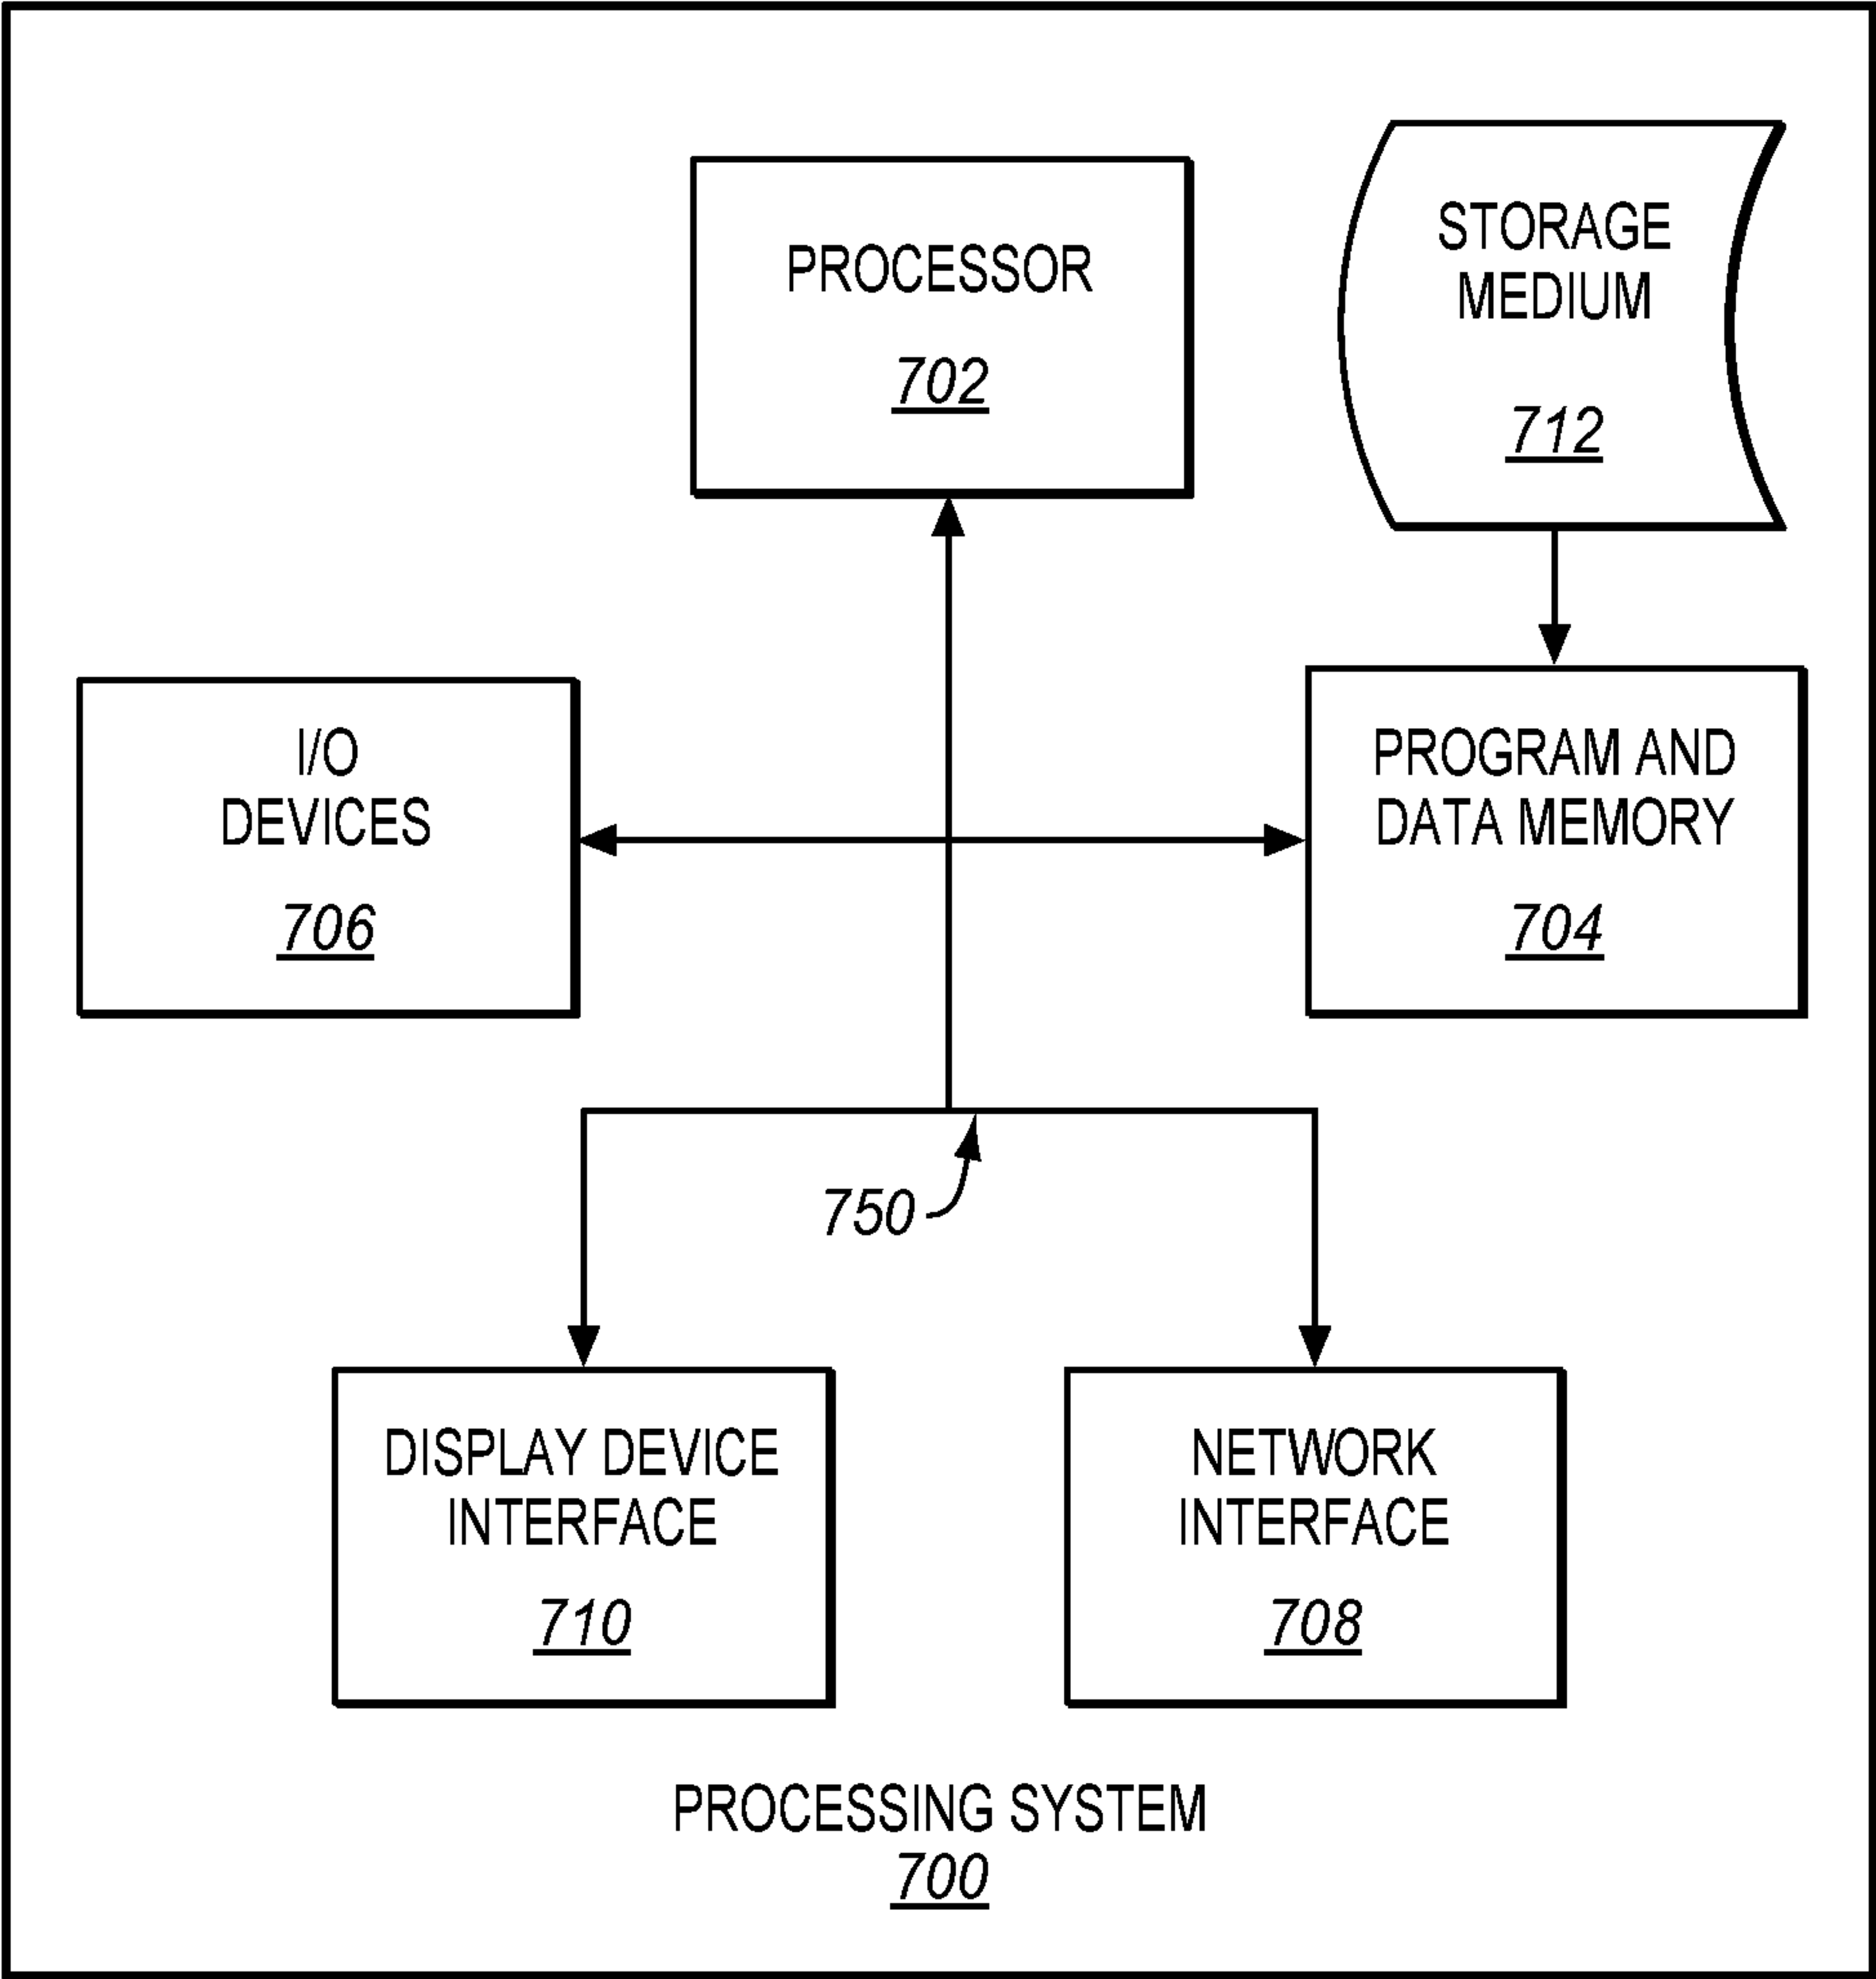 PROCESSOR
702
STORAGE
MEDIUM
712
I/O
DEVICES
706
PROGRAM AND
DATA MEMORY
704
750
DISPLAY DEVICE
INTERFACE
710
NETWORK
INTERFACE
708
PROCESSING SYSTEM
700